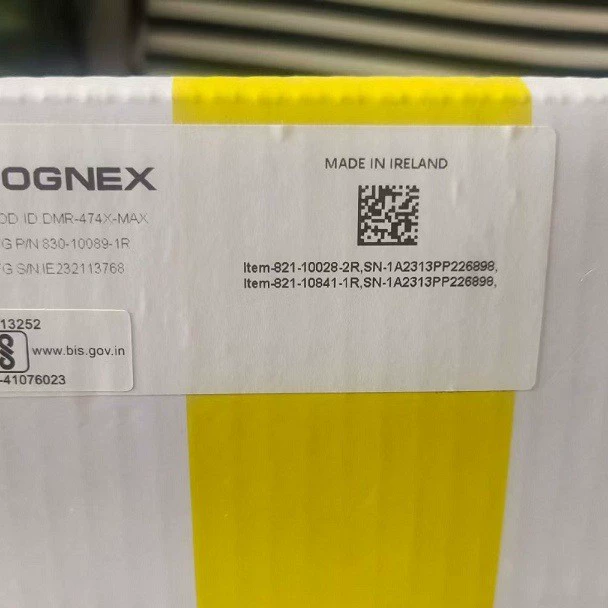 OGNEX
OD ID.DMR-474X-MAX
G P/N 830-10089-1R
G S/N IE232113768
13252
www.bis.gov.in
-41076023
MADE IN IRELAND
Item-821-10028-2R,SN-1A2313PP226898,
Item-821-10841-1R,SN-1A2313PP226898,